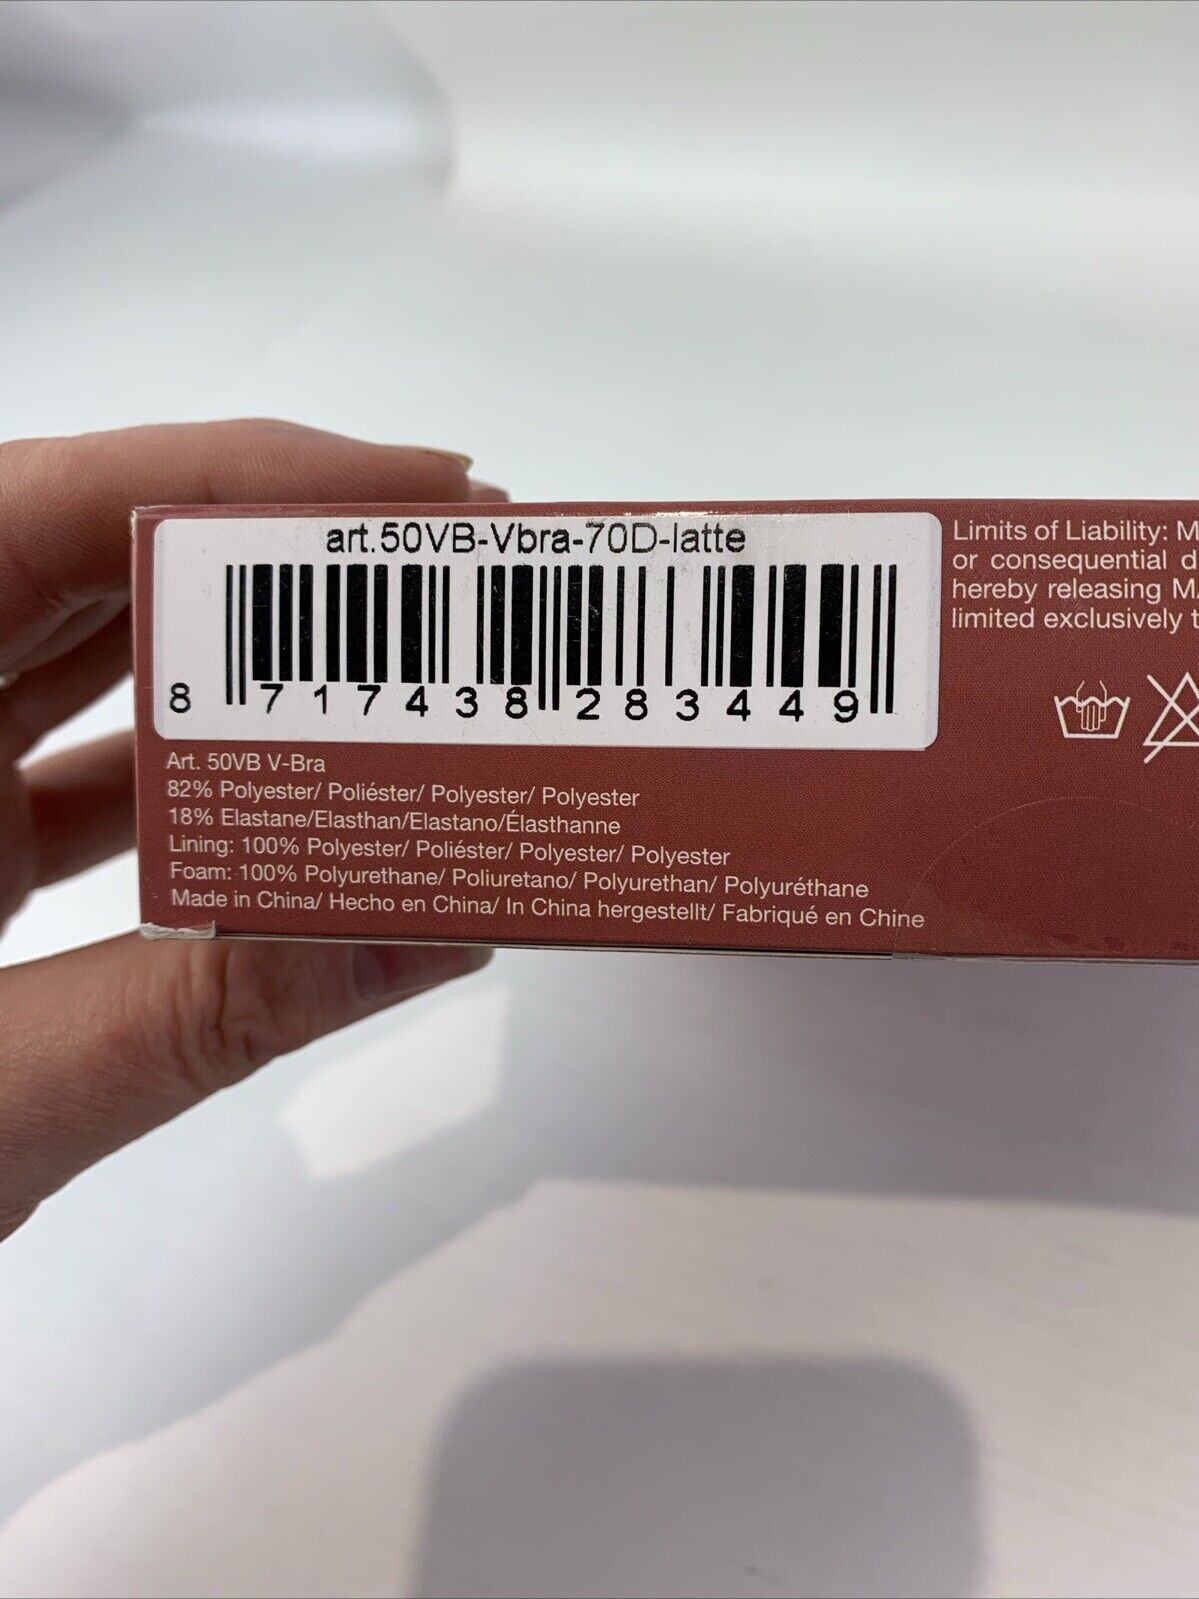 art.50VB-Vbra-70D-latte
8 717438 283449
Art. 50VB V-Bra
82% Polyester/ Poliéster/ Polyester/ Polyester
18% Elastane/Elasthan/Elastano/Élasthanne
Lining: 100% Polyester/ Poliéster/ Polyester/ Polyester
Foam: 100% Polyurethane/ Poliuretano/ Polyurethan/ Polyuréthane
Made in China/ Hecho en China/ In China hergestellt/ Fabriqué en Chine
Limits of Liability:
or consequential
hereby releasing
limited exclusively